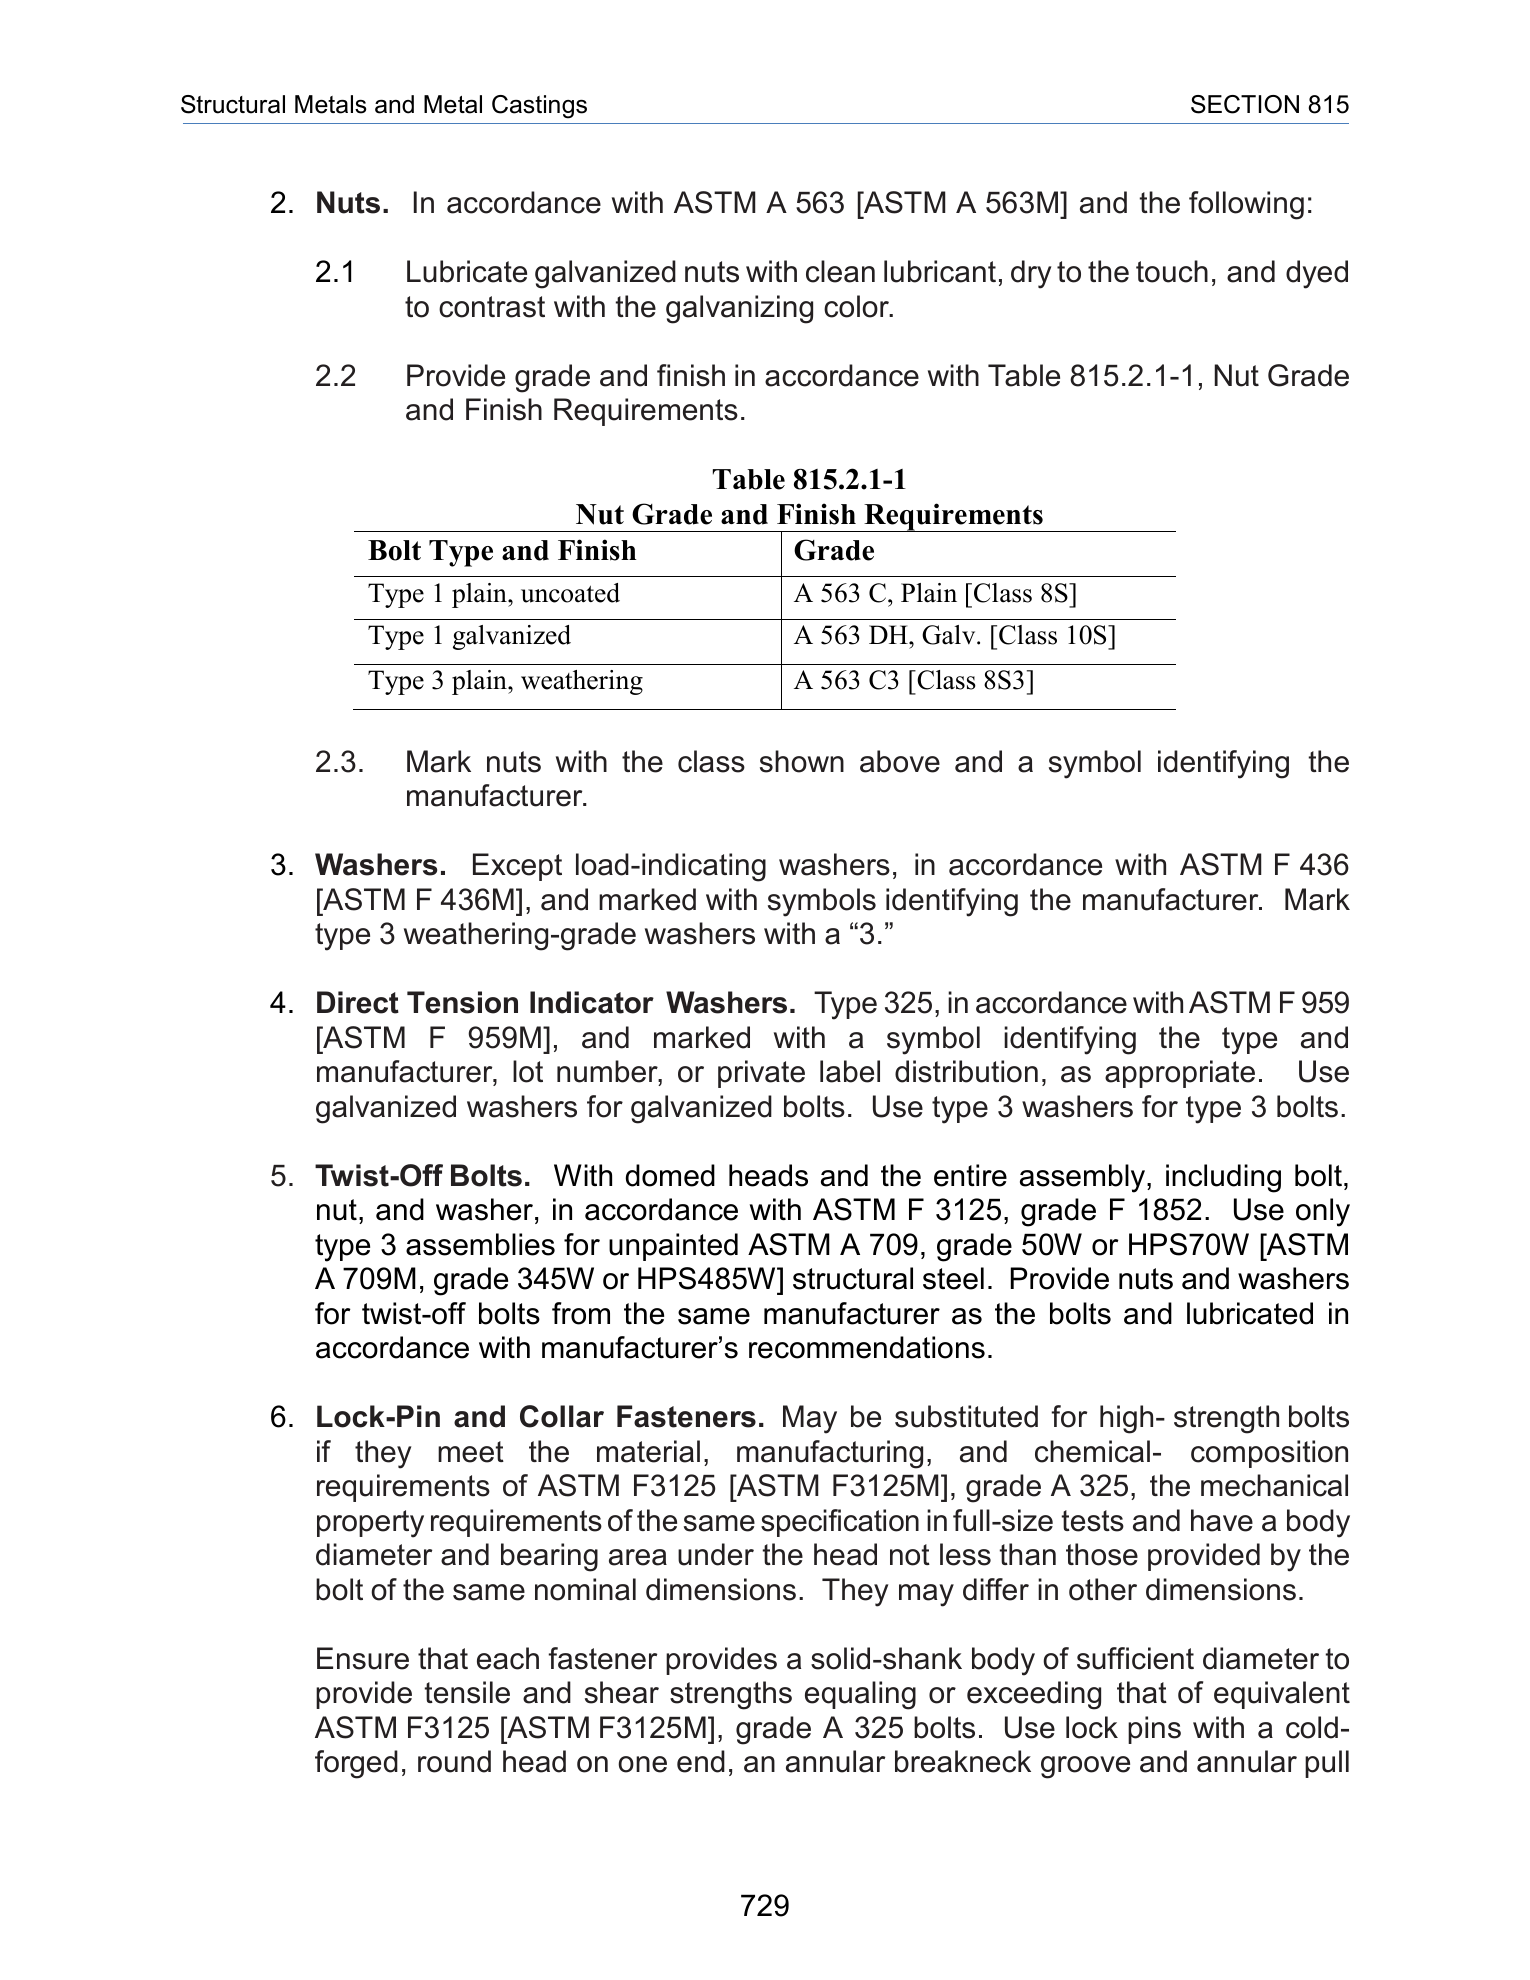 Structural Metals and Metal Castings SECTION 815
2. Nuts. In accordance with ASTM A 563 [ASTM A 563M] and the following:
2.1 Lubricate galvanized nuts with clean lubricant, dry to the touch, and dyed
to contrast with the galvanizing color.
2.2 Provide grade and finish in accordance with Table 815.2.1-1, Nut Grade
and Finish Requirements.
Table 815.2.1-1
Nut Grade and Finish Requirements
Bolt Type and Finish Grade
Type 1 plain, uncoated A 563 C, Plain [Class 8S]
Type 1 galvanized A 563 DH, Galv. [Class 10S]
Type 3 plain, weathering A 563 C3 [Class 8S3]
2.3. Mark nuts with the class shown above and a symbol identifying the
manufacturer.
3. Washers. Except load-indicating washers, in accordance with ASTM F 436
[ASTM F 436M], and marked with symbols identifying the manufacturer. Mark
type 3 weathering-grade washers with a “3.”
4. Direct Tension Indicator Washers. Type 325, in accordance with ASTM F 959
[ASTM F 959M], and marked with a symbol identifying the type and
manufacturer, lot number, or private label distribution, as appropriate. Use
galvanized washers for galvanized bolts. Use type 3 washers for type 3 bolts.
5. Twist-Off Bolts. With domed heads and the entire assembly, including bolt,
nut, and washer, in accordance with ASTM F 3125, grade F 1852. Use only
type 3 assemblies for unpainted ASTM A 709, grade 50W or HPS70W [ASTM
A 709M, grade 345W or HPS485W] structural steel. Provide nuts and washers
for twist-off bolts from the same manufacturer as the bolts and lubricated in
accordance with manufacturer’s recommendations.
6. Lock-Pin and Collar Fasteners. May be substituted for high- strength bolts
if they meet the material, manufacturing, and chemical- composition
requirements of ASTM F3125 [ASTM F3125M], grade A 325, the mechanical
property requirements of the same specification in full-size tests and have a body
diameter and bearing area under the head not less than those provided by the
bolt of the same nominal dimensions. They may differ in other dimensions.
Ensure that each fastener provides a solid-shank body of sufficient diameter to
provide tensile and shear strengths equaling or exceeding that of equivalent
ASTM F3125 [ASTM F3125M], grade A 325 bolts. Use lock pins with a cold-
forged, round head on one end, an annular breakneck groove and annular pull
729